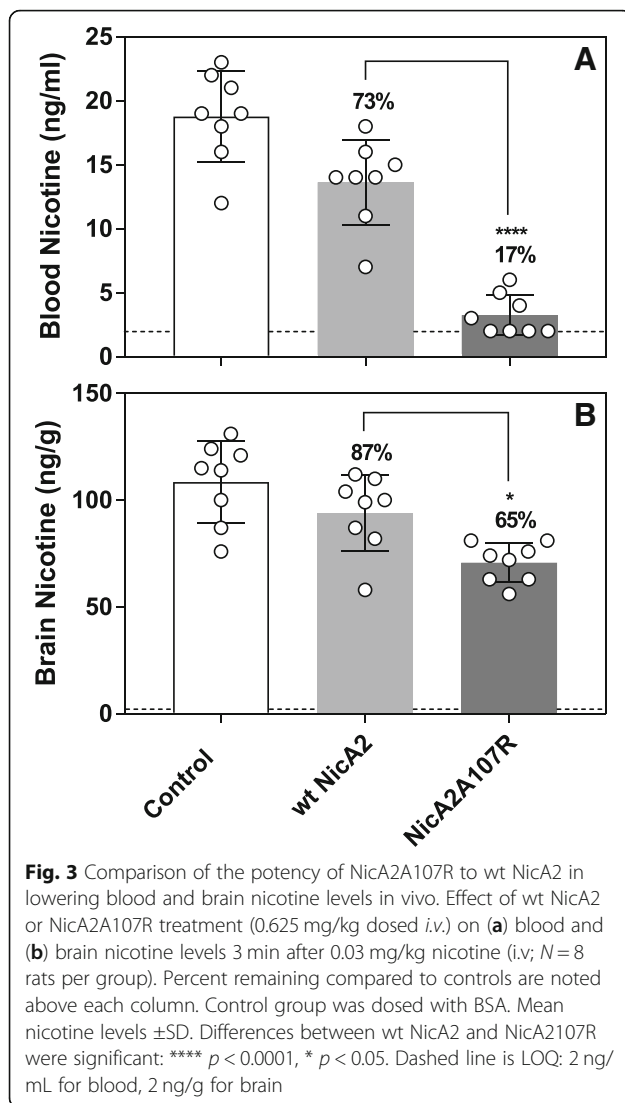 25
20
15
10
5
0
Blood Nicotine (ng/ml)
A
73%
****
17%
150
100
50
0
Brain Nicotine (ng/g)
B
87%
*
65%
Control
wt NicA2
NicA2A107R
Fig. 3 Comparison of the potency of NicA2A107R to wt NicA2 in
lowering blood and brain nicotine levels in vivo. Effect of wt NicA2
or NicA2A107R treatment (0.625 mg/kg dosed i.v.) on (a) blood and
(b) brain nicotine levels 3 min after 0.03 mg/kg nicotine (i.v; N = 8
rats per group). Percent remaining compared to controls are noted
above each column. Control group was dosed with BSA. Mean
nicotine levels ±SD. Differences between wt NicA2 and NicA2107R
were significant: **** p < 0.0001, * p < 0.05. Dashed line is LOQ: 2 ng/
mL for blood, 2 ng/g for brain